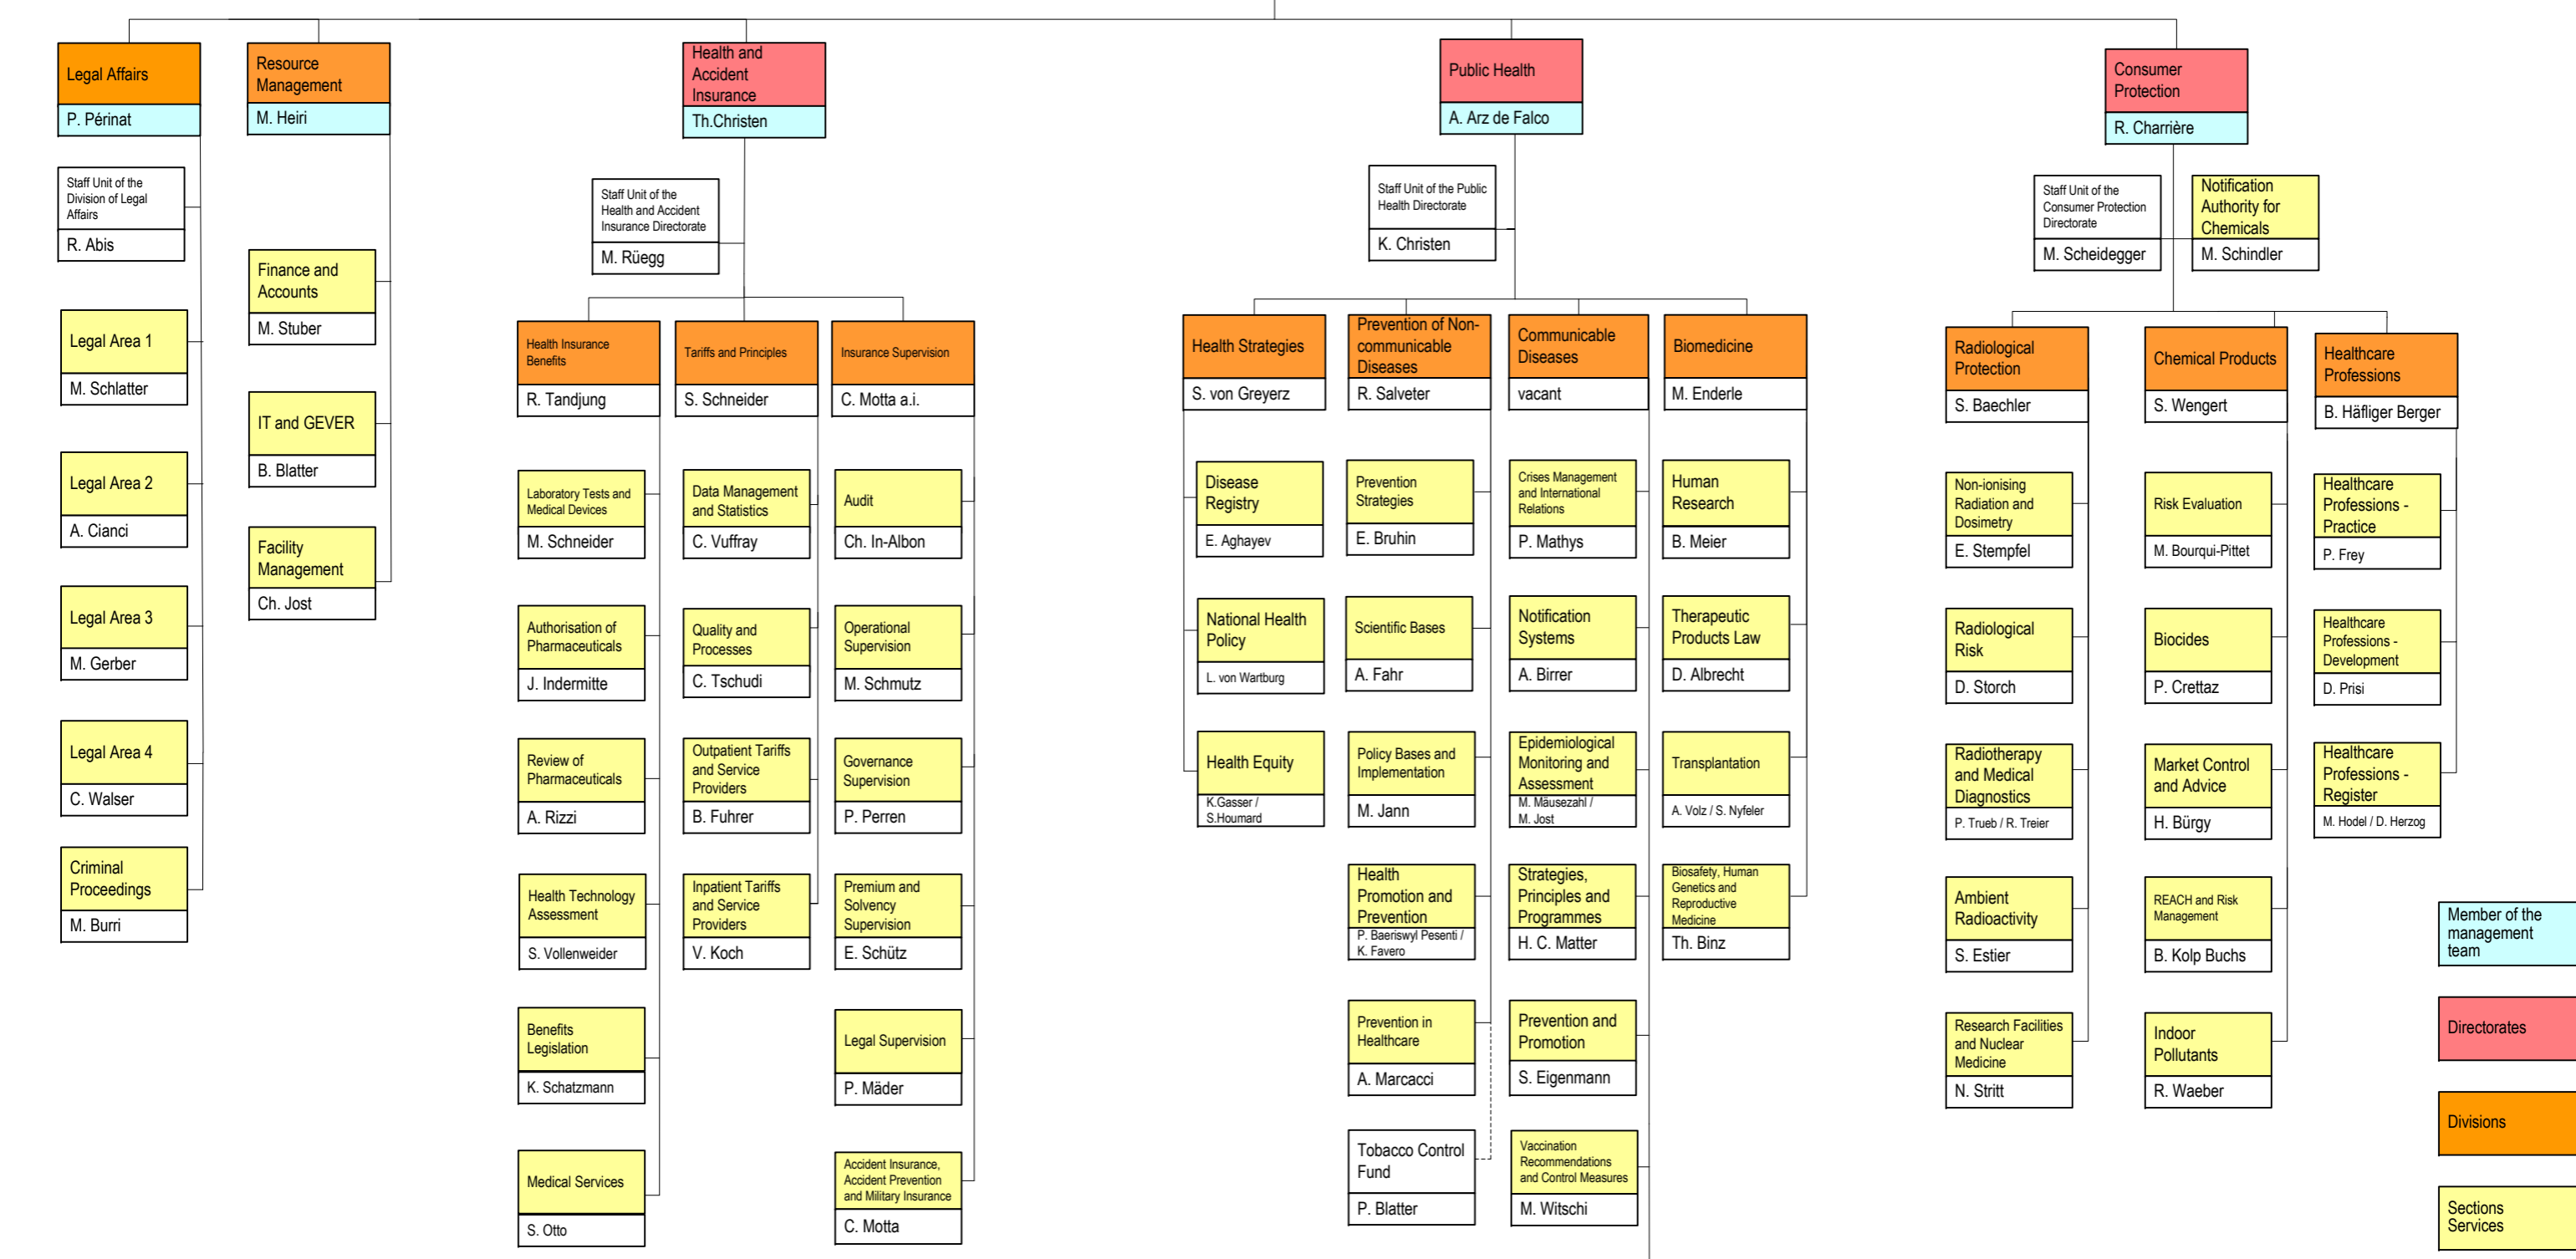 Legal Affairs
P. Périnat
Staff Unit of the
Division of Legal
Affairs
R. Abis
Legal Area 1
M. Schlatter
Legal Area 2
A. Cianci
Legal Area 3
M. Gerber
Legal Area 4
C. Walser
Criminal
Proceedings
M. Burri
Resource
Management
M. Heiri
Finance and
Accounts
M. Stuber
IT and GEVER
B. Blatter
Facility
Management
Ch. Jost
Health and
Accident
Insurance
Th.Christen
Staff Unit of the
Health and Accident
Insurance Directorate
M. Rüegg
Health Insurance
Benefits
R. Tandjung
Laboratory Tests and
Medical Devices
M. Schneider
Authorisation of
Pharmaceuticals
J. Indermitte
Review of
Pharmaceuticals
A. Rizzi
Health Technology
Assessment
S. Vollenweider
Benefits
Legislation
K. Schatzmann
Medical Services
S. Otto
Tariffs and Principles
S. Schneider
Data Management
and Statistics
C. Vuffray
Quality and
Processes
C. Tschudi
Outpatient Tariffs
and Service
Providers
B. Fuhrer
Inpatient Tariffs
and Service
Providers
V. Koch
Insurance Supervision
C. Motta a.i.
Audit
Ch. In-Albon
Operational
Supervision
M. Schmutz
Governance
Supervision
P. Perren
Premium and
Solvency
Supervision
E. Schütz
Legal Supervision
P. Mäder
Accident Insurance,
Accident Prevention
and Military Insurance
C. Motta
Public Health
A. Arz de Falco
Staff Unit of the Public
Health Directorate
K. Christen
Health Strategies
S. von Greyerz
Disease
Registry
E. Aghayev
National Health
Policy
L. von Wartburg
Health Equity
K.Gasser /
S.Houmard
Prevention of Non-
communicable
Diseases
R. Salveter
Prevention
Strategies
E. Bruhin
Scientific Bases
A. Fahr
Policy Bases and
Implementation
M. Jann
Health
Promotion and
Prevention
P. Baeriswyl Pesenti /
K. Favero
Prevention in
Healthcare
A. Marcacci
Tobacco Control
Fund
P. Blatter
Communicable
Diseases
vacant
Crises Management
and International
Relations
P. Mathys
Notification
Systems
A. Birrer
Epidemiological
Monitoring and
Assessment
M. Mäusezahl /
M. Jost
Strategies,
Principles and
Programmes
H. C. Matter
Prevention and
Promotion
S. Eigenmann
Vaccination
Recommendations
and Control Measures
M. Witschi
Biomedicine
M. Enderle
Human
Research
B. Meier
Therapeutic
Products Law
D. Albrecht
Transplantation
A. Volz / S. Nyfeler
Biosafety, Human
Genetics and
Reproductive
Medicine
Th. Binz
Consumer
Protection
R. Charrière
Staff Unit of the
Consumer Protection
Directorate
M. Scheidegger
Notification
Authority for
Chemicals
M. Schindler
Radiological
Protection
S. Baechler
Non-ionising
Radiation and
Dosimetry
E. Stempfel
Radiological
Risk
D. Storch
Radiotherapy
and Medical
Diagnostics
P. Trueb / R. Treier
Ambient
Radioactivity
S. Estier
Research Facilities
and Nuclear
Medicine
N. Stritt
Chemical Products
S. Wengert
Risk Evaluation
M. Bourqui-Pittet
Biocides
P. Crettaz
Market Control
and Advice
H. Bürgy
REACH and Risk
Management
B. Kolp Buchs
Indoor
Pollutants
R. Waeber
Healthcare
Professions
B. Häfliger Berger
Healthcare
Professions -
Practice
P. Frey
Healthcare
Professions -
Development
D. Prisi
Healthcare
Professions -
Register
M. Hodel / D. Herzog
Member of the
management
team
Directorates
Divisions
Sections
Services